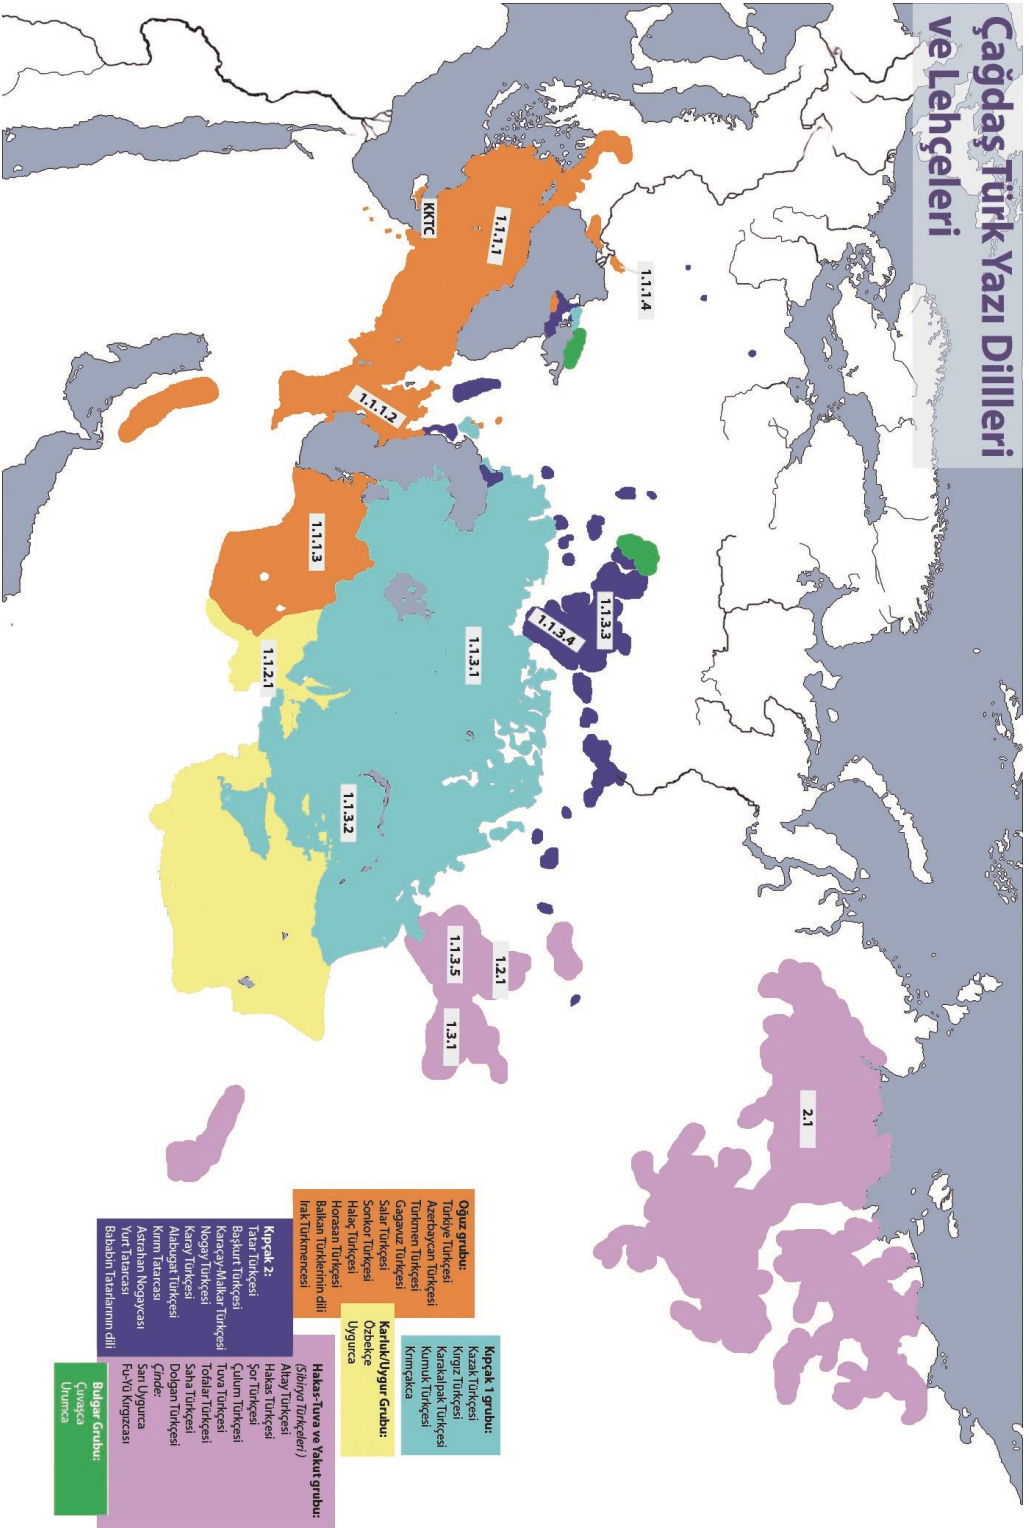 Çağdaş Türk Yazı Dillleri
ve Lehçeleri
KKTC
1.1.1.1
1.1.1.4
1.1.1.2
1.1.1.3
1.1.2.1
1.1.3.1
1.1.3.2
1.1.3.3
1.1.3.4
1.1.3.5
1.2.1
1.3.1
2.1
Oğuz grubu:
Türkiye Türkçesi
Azerbaycan Türkçesi
Türkmen Türkçesi
Gagavuz Türkçesi
Salar Türkçesi
Sonkor Türkçesi
Halaç Türkçesi
Horasan Türkçesi
Balkan Türklerinin dili
Irak Türkmencesi
Kıpçak 2:
Tatar Türkçesi
Başkurt Türkçesi
Karaçay-Malkar Türkçesi
Nogay Türkçesi
Karay Türkçesi
Alabugat Türkçesi
Kırım Tatarcası
Astrahan Nogaycası
Yurt Tatarcası
Bababin Tatarlarının dili
Karluk/Uygur Grubu:
Özbekçe
Uygurca
Kıpçak 1 grubu:
Kazak Türkçesi
Kırgız Türkçesi
Karakalpak Türkçesi
Kumuk Türkçesi
Kırımçakca
Hakas-Tuva ve Yakut grubu:
(Sibirya Türkçeleri)
Altay Türkçesi
Hakas Türkçesi
Şor Türkçesi
Çulum Türkçesi
Tuva Türkçesi
Tofalar Türkçesi
Saha Türkçesi
Dolgan Türkçesi
Çinde:
Sarı Uygurca
Fu-Yü Kırgızcası
Bulgar Grubu:
Çuvaşça
Urumca